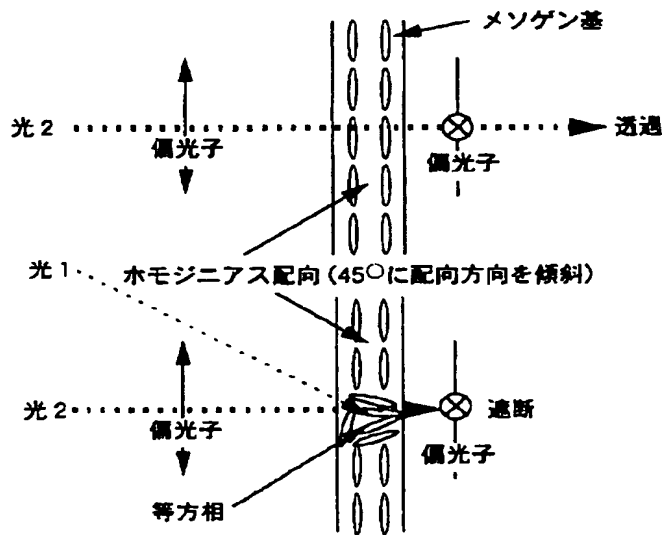 メソゲン基
光2
透過
偏光子
偏光子
光1
ホモジニアス配向(45°に配向方向を傾斜)
光2
遮断
偏光子
偏光子
等方相